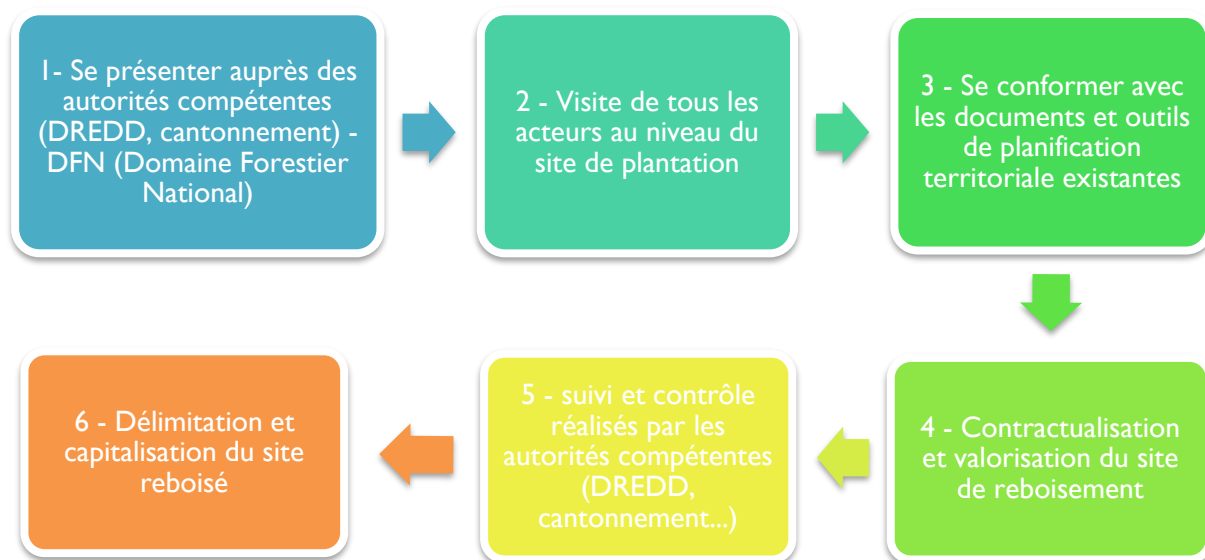 1- Se présenter auprès des
autorités compétentes
(DREDD, cantonnement) -
DFN (Domaine Forestier
National)
2 - Visite de tous les
acteurs au niveau du
site de plantation
3 - Se conformer avec
les documents et outils
de planification
territoriale existantes
4 - Contractualisation
et valorisation du site
de reboisement
5 - suivi et contrôle
réalisés par les
autorités compétentes
(DREDD,
cantonnement...)
6 - Délimitation et
capitalisation du site
reboisé